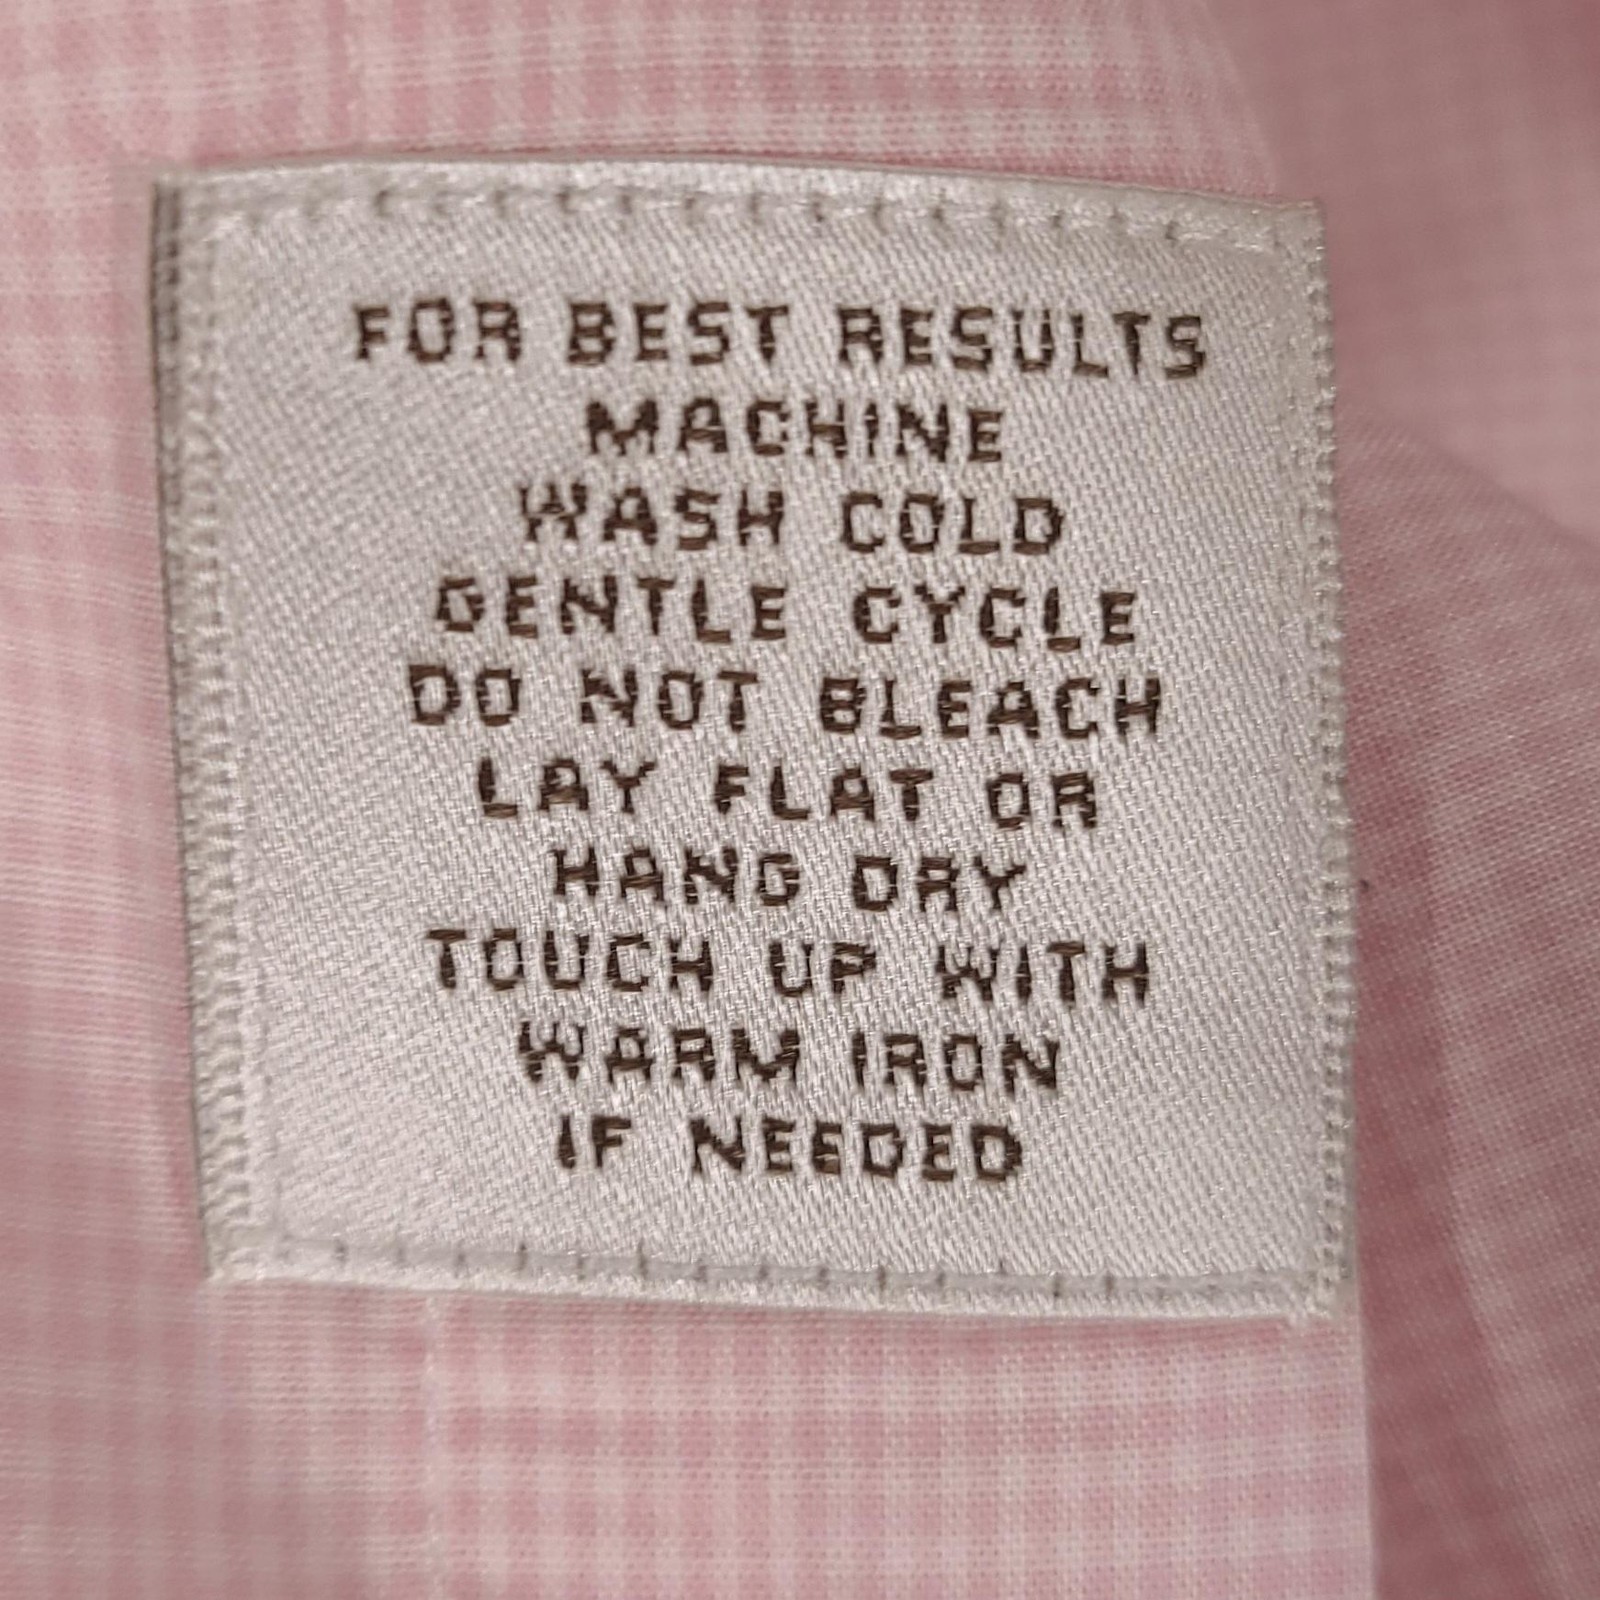 FOR BEST RESULTS
MACHINE
WASH COLD
GENTLE CYCLE
DO NOT BLEACH
LAY FLAT OR
HANG DRY
TOUCH UP WITH
WARM IRON
IF NEEDED